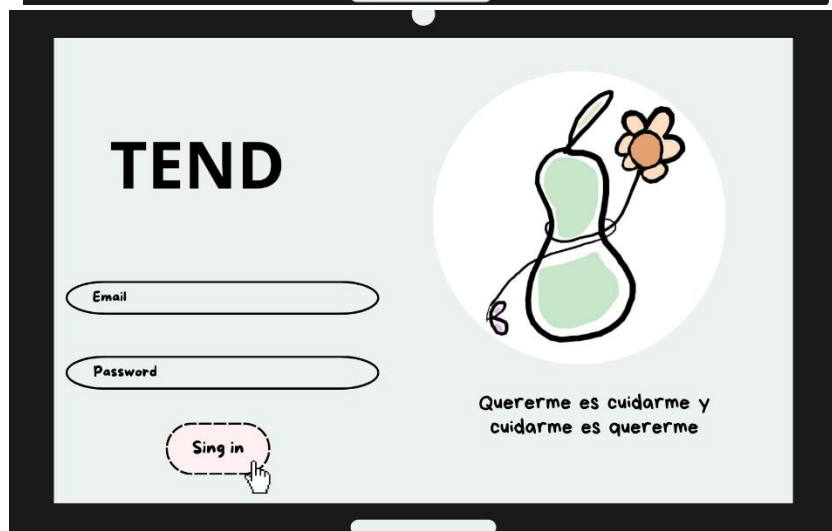 TEND
Email
Password
Sing in
Quererme es cuidarme y
cuidarme es quererme